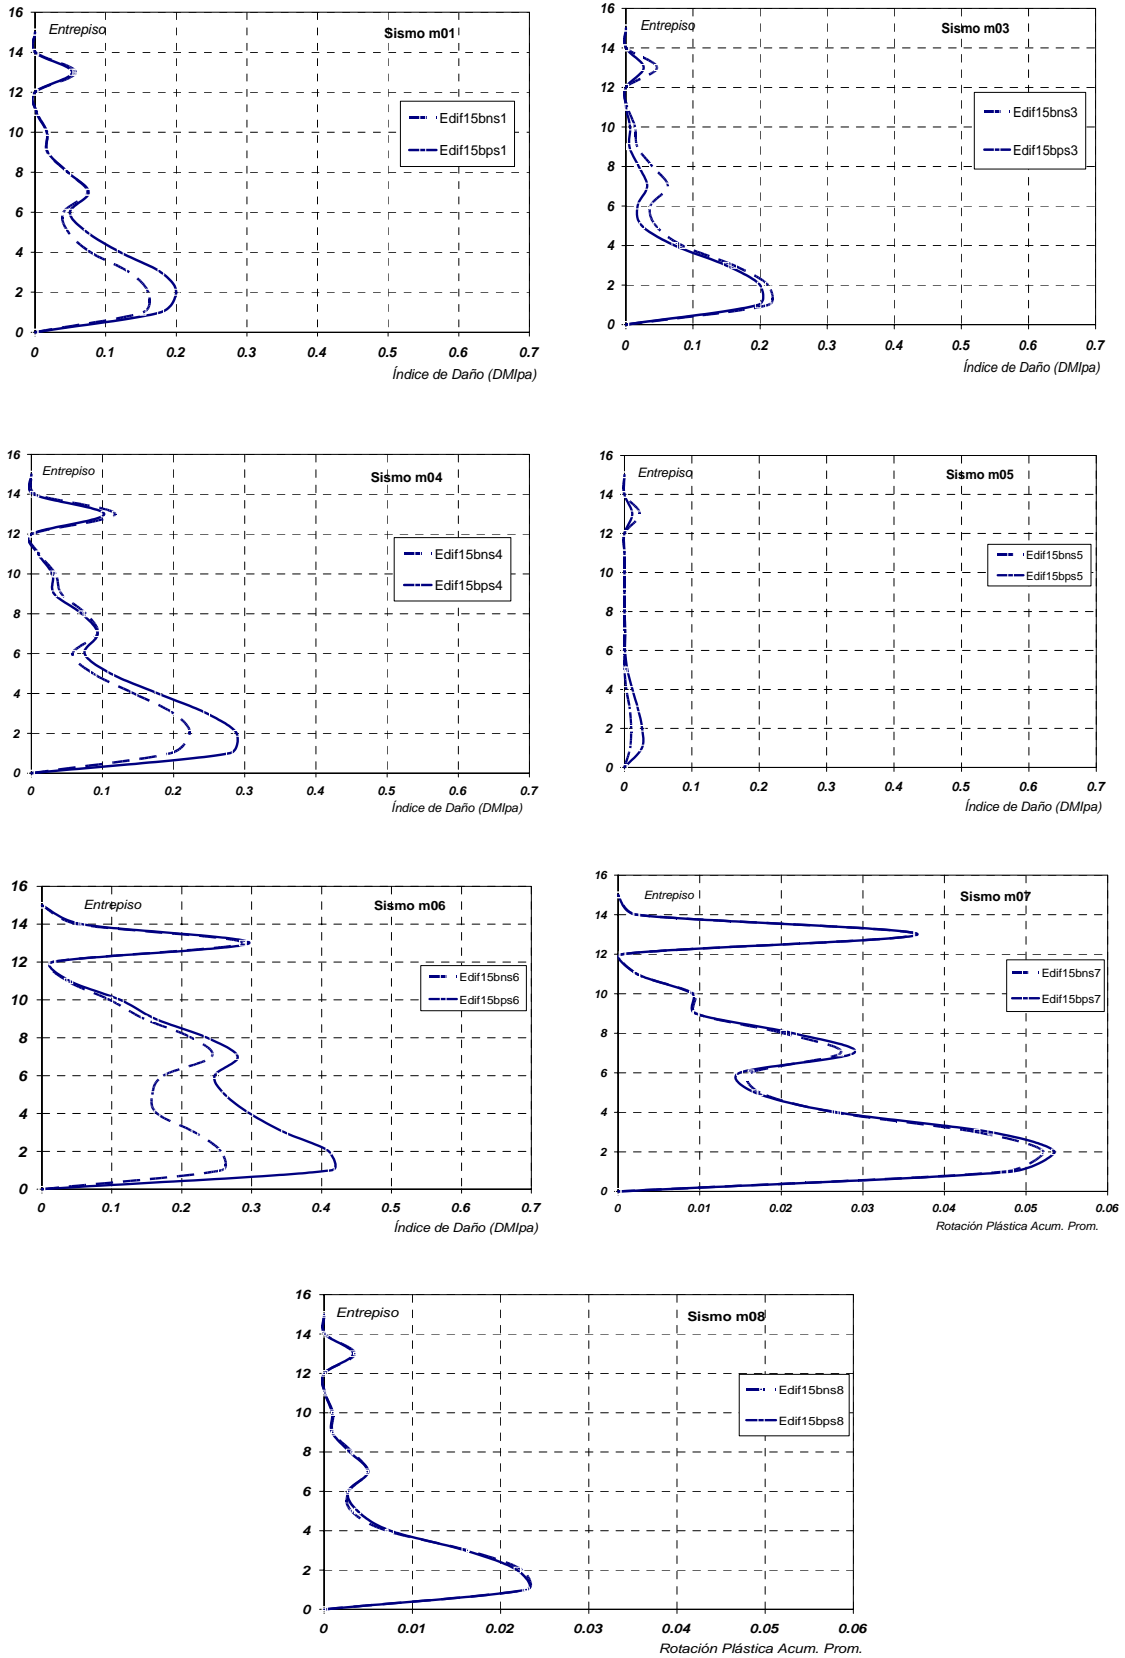 Entrepiso
Sismo m01
16
14
12
10
8
6
4
2
0
Edif15bns1
Edif15bps1
0 0.1 0.2 0.3 0.4 0.5 0.6 0.7
Índice de Daño (DMIpa)
Entrepiso
Sismo m03
16
14
12
10
8
6
4
2
0
Edif15bns3
Edif15bps3
0 0.1 0.2 0.3 0.4 0.5 0.6 0.7
Índice de Daño (DMIpa)
Entrepiso
Sismo m04
16
14
12
10
8
6
4
2
0
Edif15bns4
Edif15bps4
0 0.1 0.2 0.3 0.4 0.5 0.6 0.7
Índice de Daño (DMIpa)
Entrepiso
Sismo m05
16
14
12
10
8
6
4
2
0
Edif15bns5
Edif15bps5
0 0.1 0.2 0.3 0.4 0.5 0.6 0.7
Índice de Daño (DMIpa)
Entrepiso
Sismo m06
16
14
12
10
8
6
4
2
0
Edif15bns6
Edif15bps6
0 0.1 0.2 0.3 0.4 0.5 0.6 0.7
Índice de Daño (DMIpa)
Entrepiso
Sismo m07
16
14
12
10
8
6
4
2
0
Edif15bns7
Edif15bps7
0 0.01 0.02 0.03 0.04 0.05 0.06
Rotación Plástica Acum. Prom.
Entrepiso
Sismo m08
16
14
12
10
8
6
4
2
0
Edif15bns8
Edif15bps8
0 0.01 0.02 0.03 0.04 0.05 0.06
Rotación Plástica Acum. Prom.